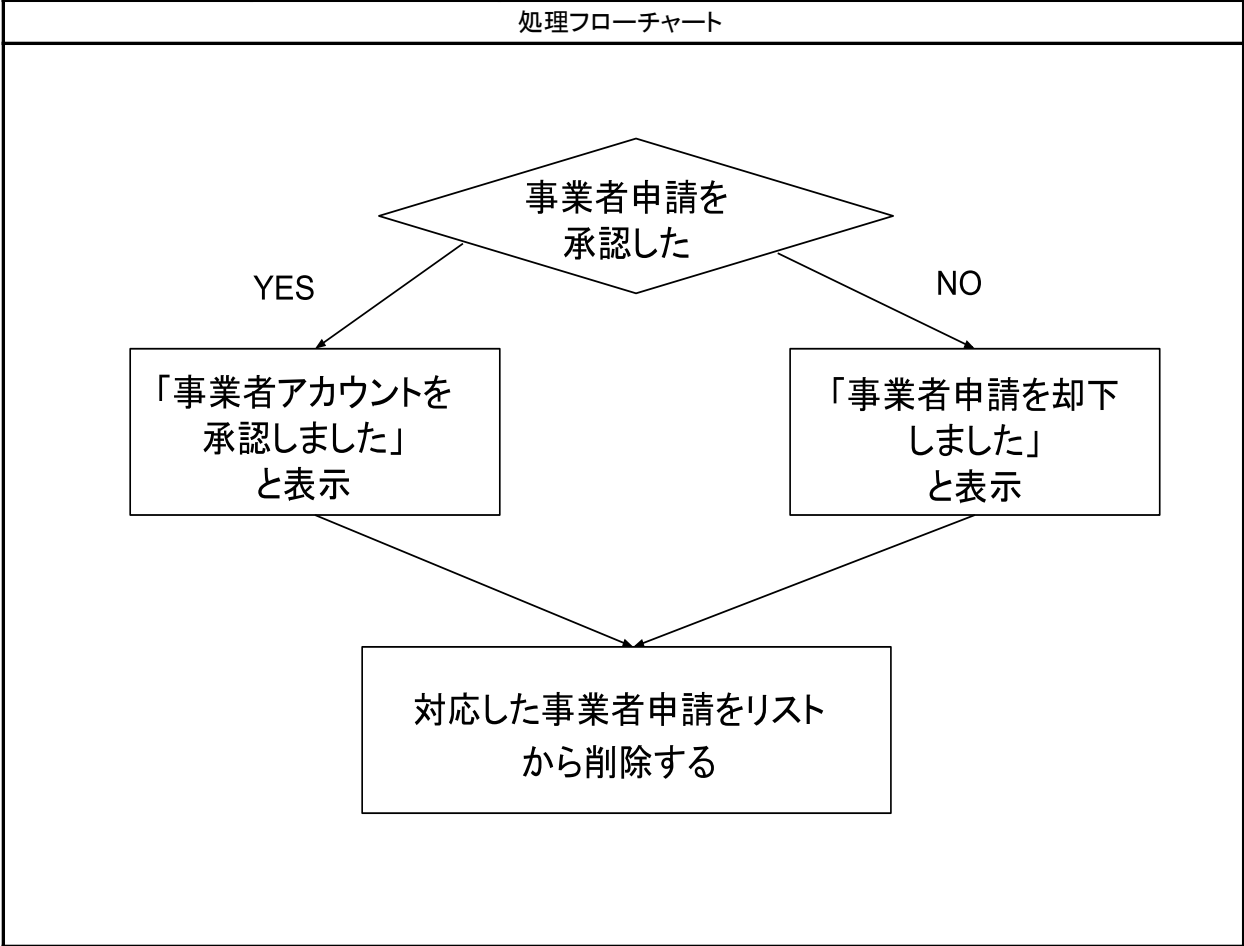 処理フローチャート
事業者申請を
承認した
YES
NO
「事業者アカウントを
承認しました」
と表示
「事業者申請を却下
しました」
と表示
対応した事業者申請をリスト
から削除する